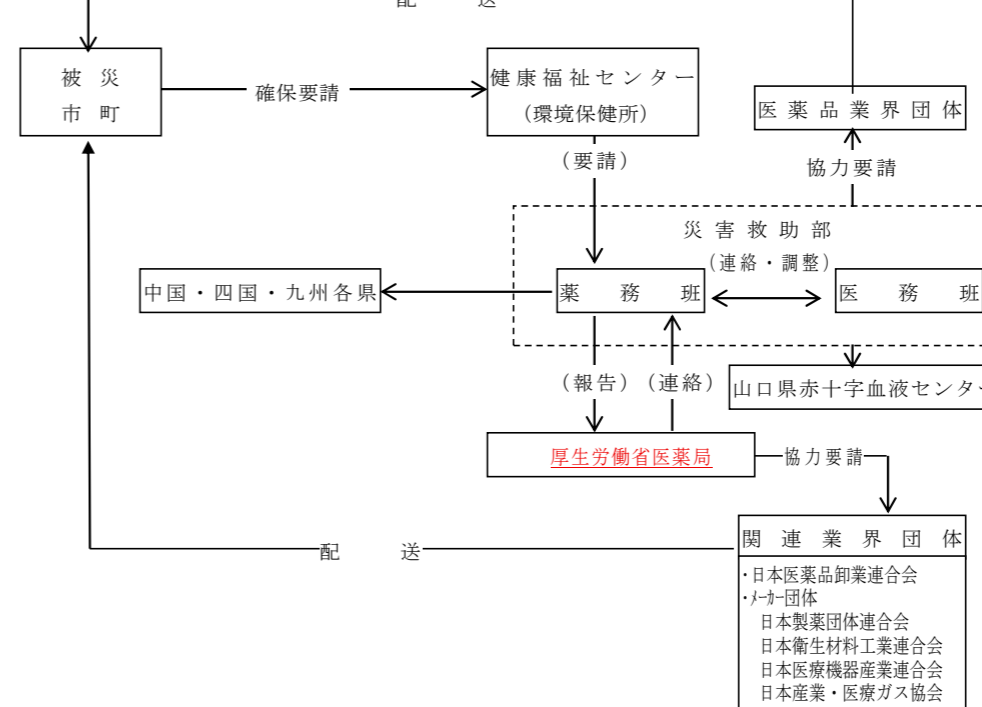 配　　送
被　災
市　町
確保要請
健康福祉センター
（環境保健所）
医薬品業界団体
（要請）
協力要請
災害救助部
（連絡・調整）
中国・四国・九州各県
薬　務　班
医　務　班
（報告）（連絡）
山口県赤十字血液センター
厚生労働省医薬局
協力要請
関連業界団体
配　　送
・日本医薬品卸業連合会
・ﾒｰｶｰ団体
日本製薬団体連合会
日本衛生材料工業連合会
日本医療機器産業連合会
日本産業・医療ガス協会